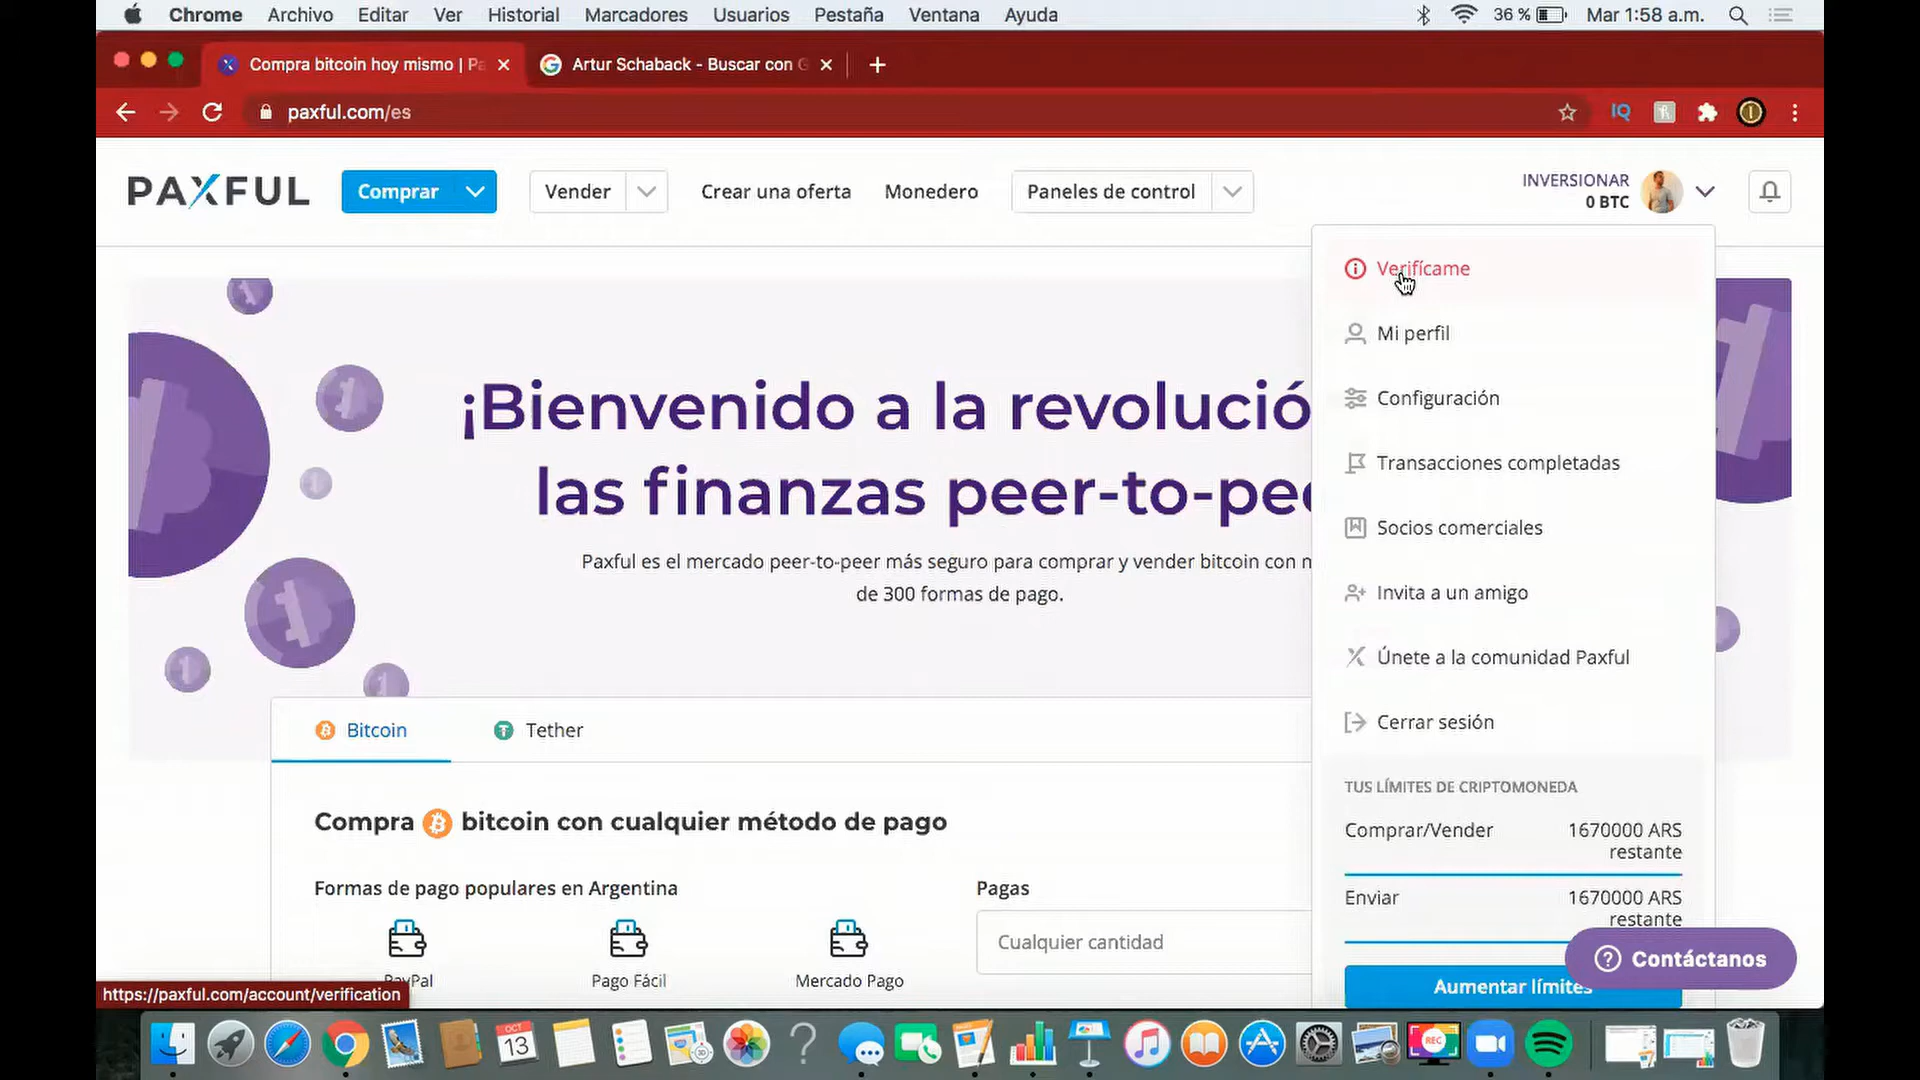 Chrome Archivo Editar Ver Historial Marcadores Usuarios Pestaña Ventana Ayuda 36 % Mar 1:58 a.m.
Compra bitcoin hoy mismo | Pa Artur Schaback - Buscar con G
paxful.com/es IQ
PAXFUL Comprar Vender Crear una oferta Monedero Paneles de control INVERSIONAR
0 BTC
Verifícame
Mi perfil
Configuración
Transacciones completadas
Socios comerciales
Invita a un amigo
Únete a la comunidad Paxful
Cerrar sesión
TUS LÍMITES DE CRIPTOMONEDA
Comprar/Vender 1670000 ARS
restante
Enviar 1670000 ARS
restante
Aumentar límites
Contáctanos
¡Bienvenido a la revolució
las finanzas peer-to-pee
Paxful es el mercado peer-to-peer más seguro para comprar y vender bitcoin con m
de 300 formas de pago.
Bitcoin Tether
Compra bitcoin con cualquier método de pago
Formas de pago populares en Argentina Pagas
Cualquier cantidad
PayPal Pago Fácil Mercado Pago
https://paxful.com/account/verification
OCT
13
REC